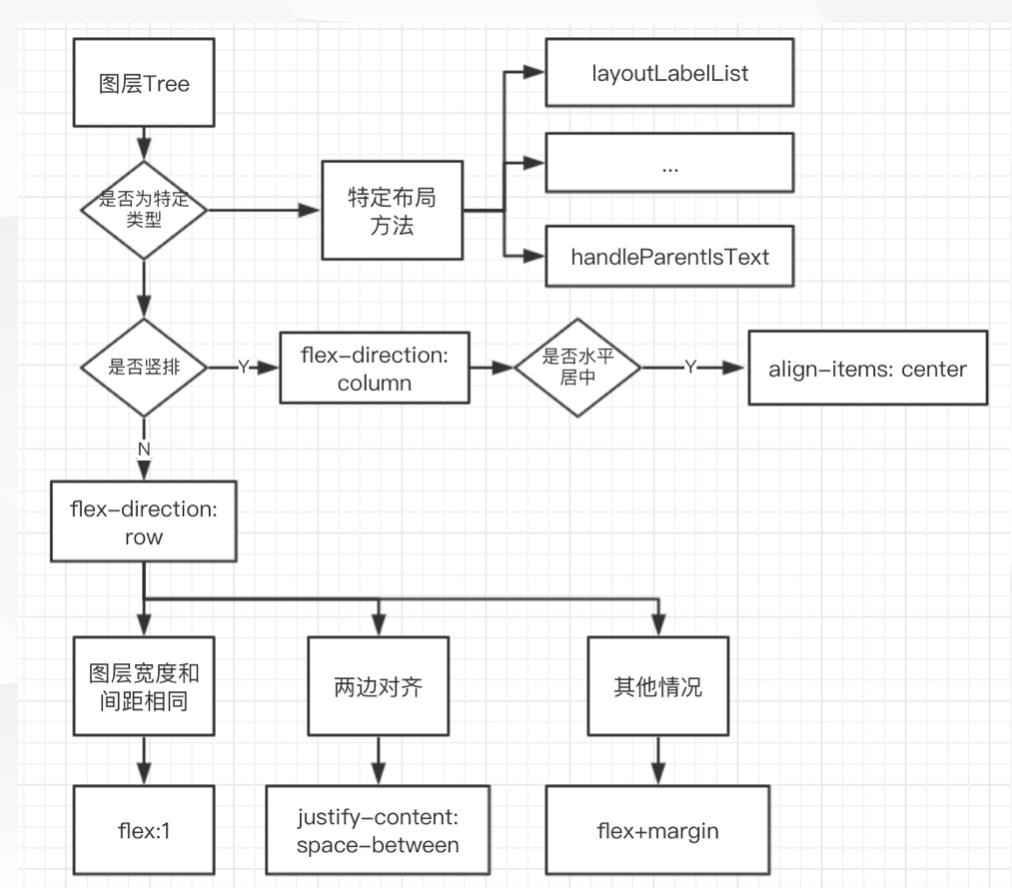 图层Tree
layoutLabelList
...
是否为特定
类型
特定布局
方法
handleParentIsText
是否竖排
Y
flex-direction:
column
是否水平
居中
Y
align-items: center
N
flex-direction:
row
图层宽度和
间距相同
两边对齐
其他情况
flex:1
justify-content:
space-between
flex+margin